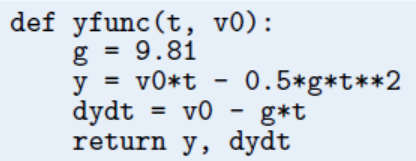 def yfunc(t, v0):
    g = 9.81
    y = v0*t - 0.5*g*t**2
    dydt = v0 - g*t
    return y, dydt